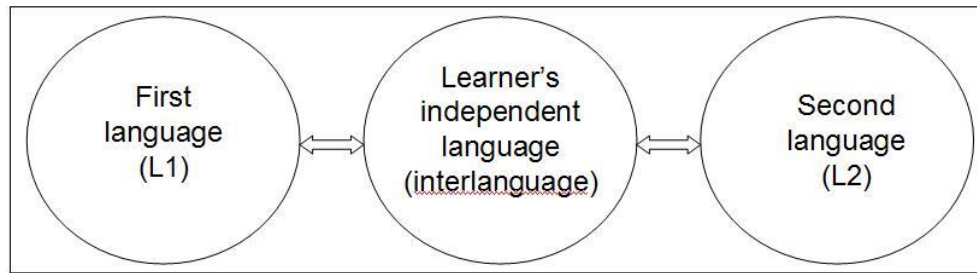 First
language
(L1)
Learner's
independent
language
(interlanguage)
Second
language
(L2)